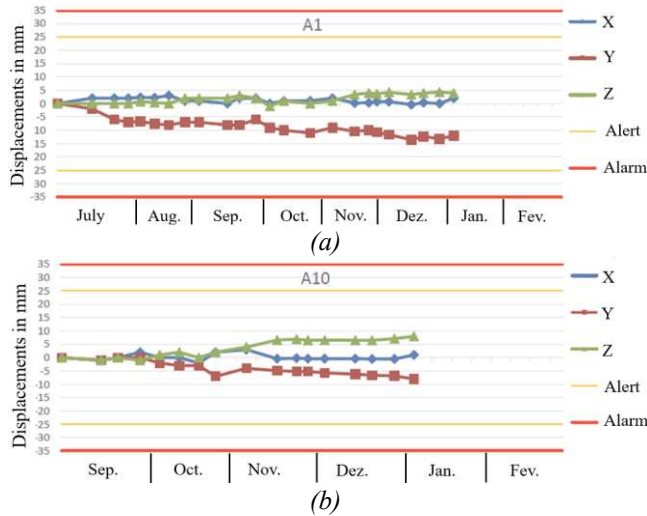 A1
35
30
25
20
15
10
5
0
5
10
15
20
25
30
-35
Displacements in mm
July Aug. Sep. Oct. Nov. Dez. Jan. Fev.
X
Y
Z
Alert
Alarm
(a)
A10
35
30
25
20
15
10
5
0
-5
-10
-15
-20
-25
-30
-35
Displacements in mm
Sep. Oct. Nov. Dez. Jan. Fev.
X
Y
Z
Alert
Alarm
(b)